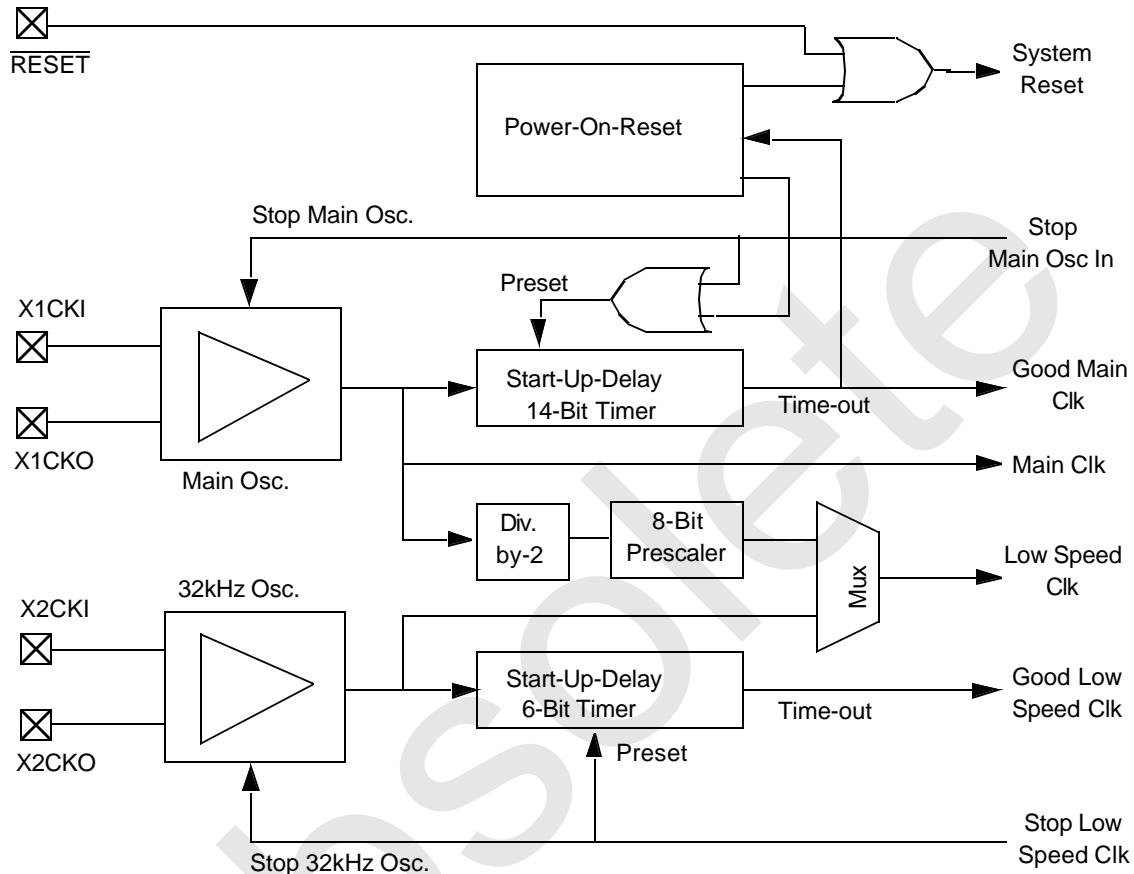 RESET
System
Reset
Power-On-Reset
Stop Main Osc.
Stop
Main Osc In
Preset
X1CKI
Start-Up-Delay
14-Bit Timer
Time-out
Good Main
Clk
X1CKO
Main Osc.
Main Clk
Div.
by-2
8-Bit
Prescaler
Mux
Low Speed
Clk
32kHz Osc.
X2CKI
Start-Up-Delay
6-Bit Timer
Time-out
Good Low
Speed Clk
X2CKO
Preset
Stop 32kHz Osc.
Stop Low
Speed Clk